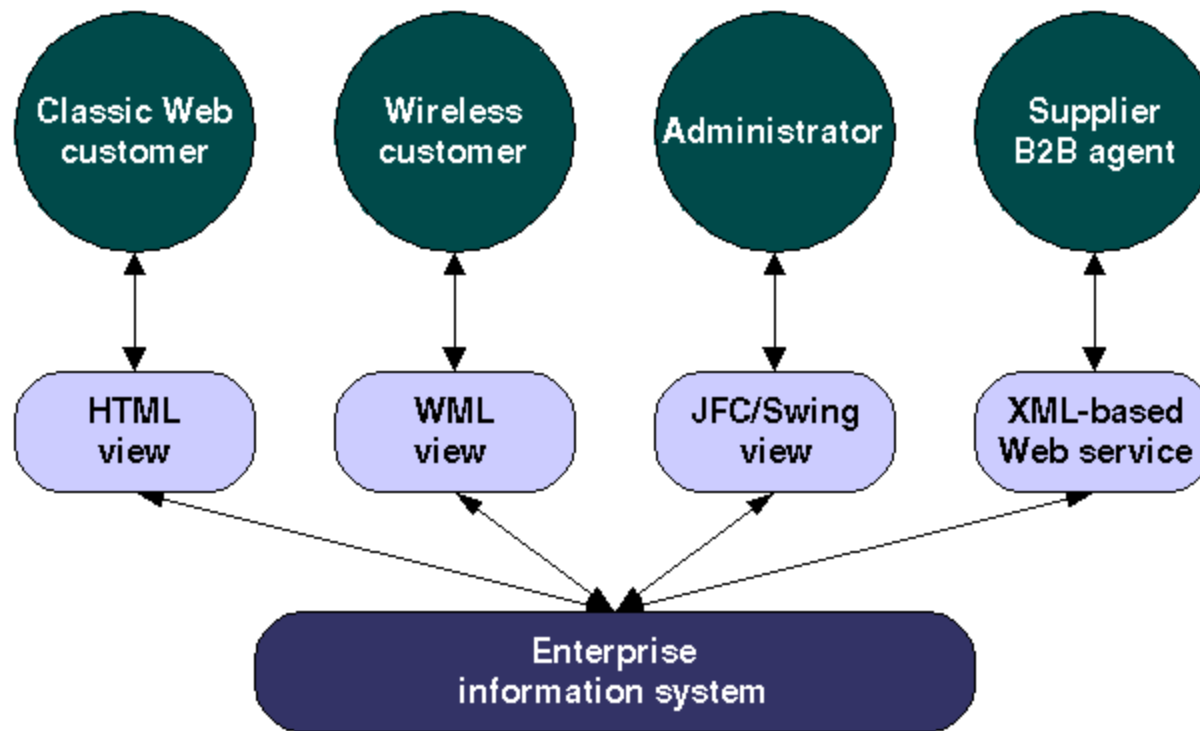 Classic Web
customer
Wireless
customer
Administrator
Supplier
B2B agent
HTML
view
WML
view
JFC/Swing
view
XML-based
Web service
Enterprise
information system